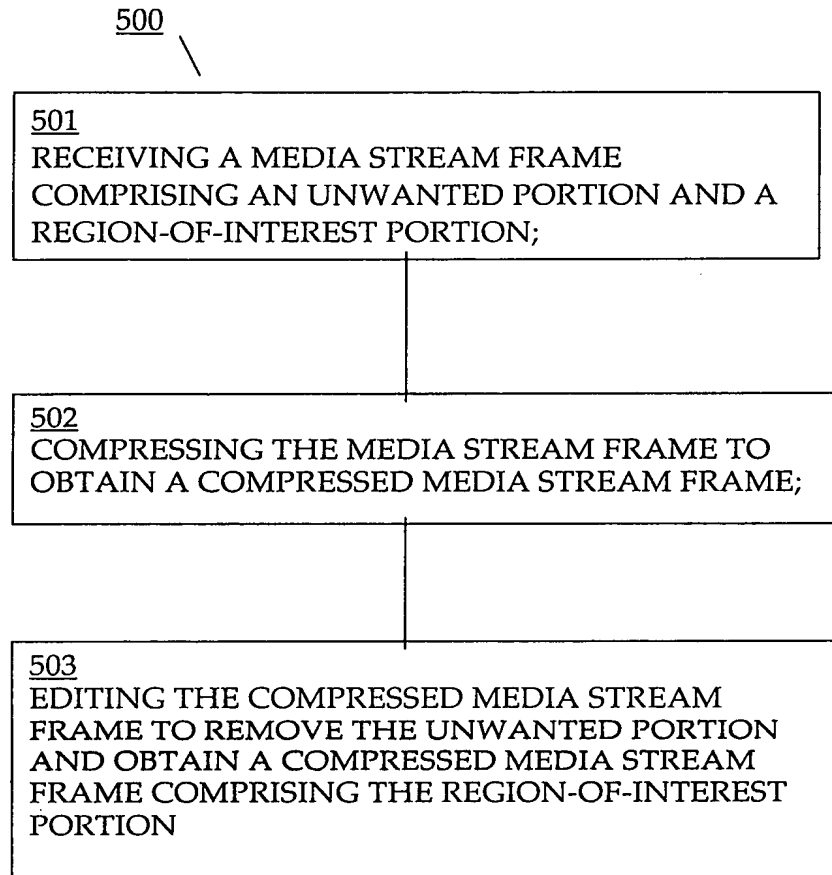 500
501
RECEIVING A MEDIA STREAM FRAME
COMPRISING AN UNWANTED PORTION AND A
REGION-OF-INTEREST PORTION;
502
COMPRESSING THE MEDIA STREAM FRAME TO
OBTAIN A COMPRESSED MEDIA STREAM FRAME;
503
EDITING THE COMPRESSED MEDIA STREAM
FRAME TO REMOVE THE UNWANTED PORTION
AND OBTAIN A COMPRESSED MEDIA STREAM
FRAME COMPRISING THE REGION-OF-INTEREST
PORTION